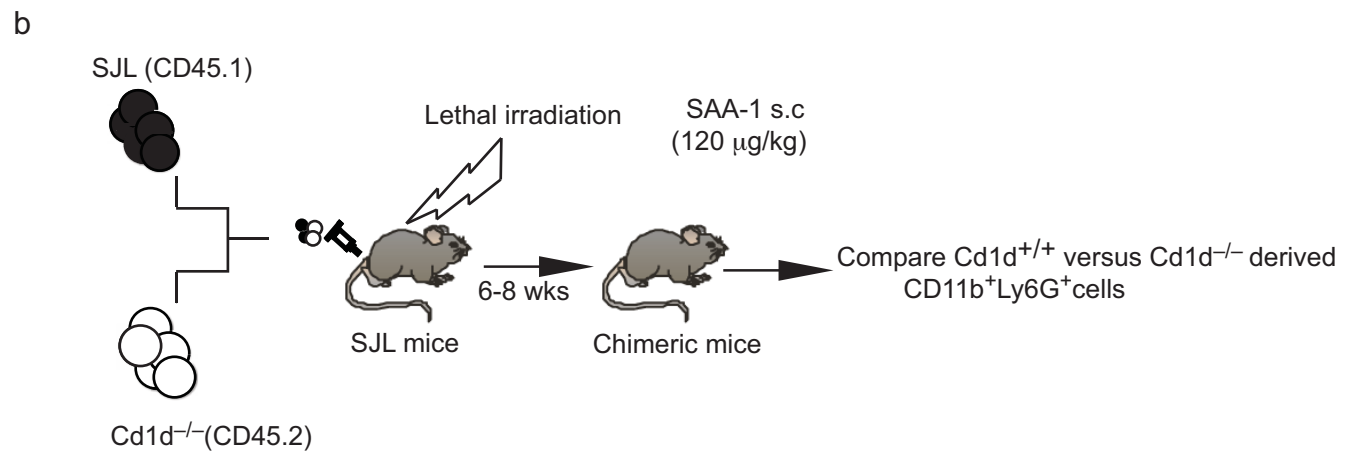 b
SJL (CD45.1)
Lethal irradiation
SAA-1 s.c
(120 μg/kg)
Compare Cd1d+/+ versus Cd1d–/– derived
CD11b+Ly6G+cells
6-8 wks
SJL mice
Chimeric mice
Cd1d–/–(CD45.2)